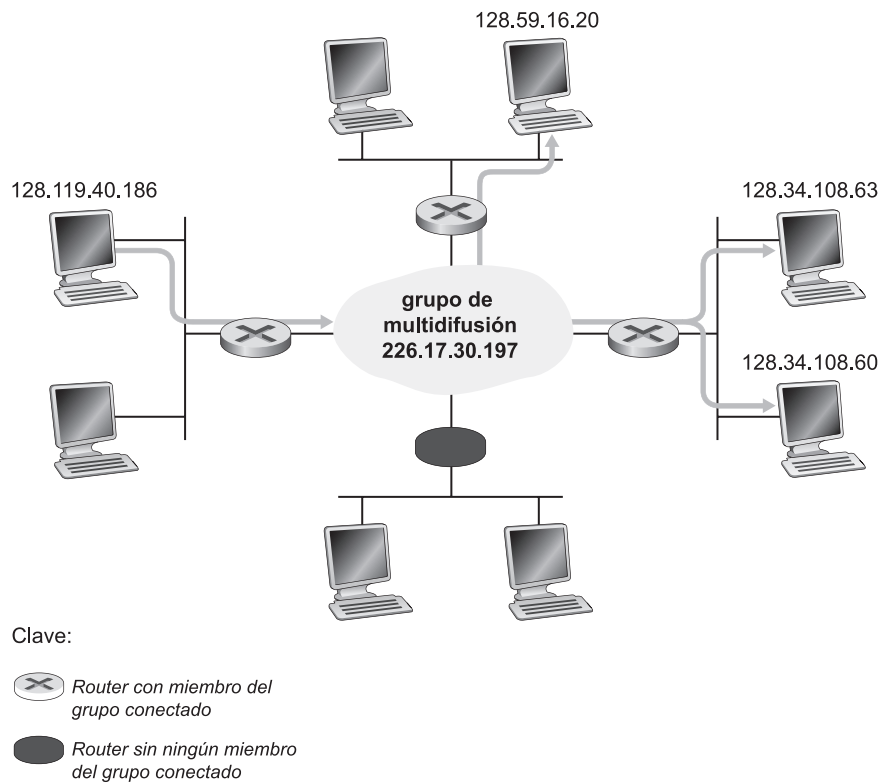 128.59.16.20
128.119.40.186
128.34.108.63
grupo de
multidifusión
226.17.30.197
128.34.108.60
Clave:
Router con miembro del
grupo conectado
Router sin ningún miembro
del grupo conectado